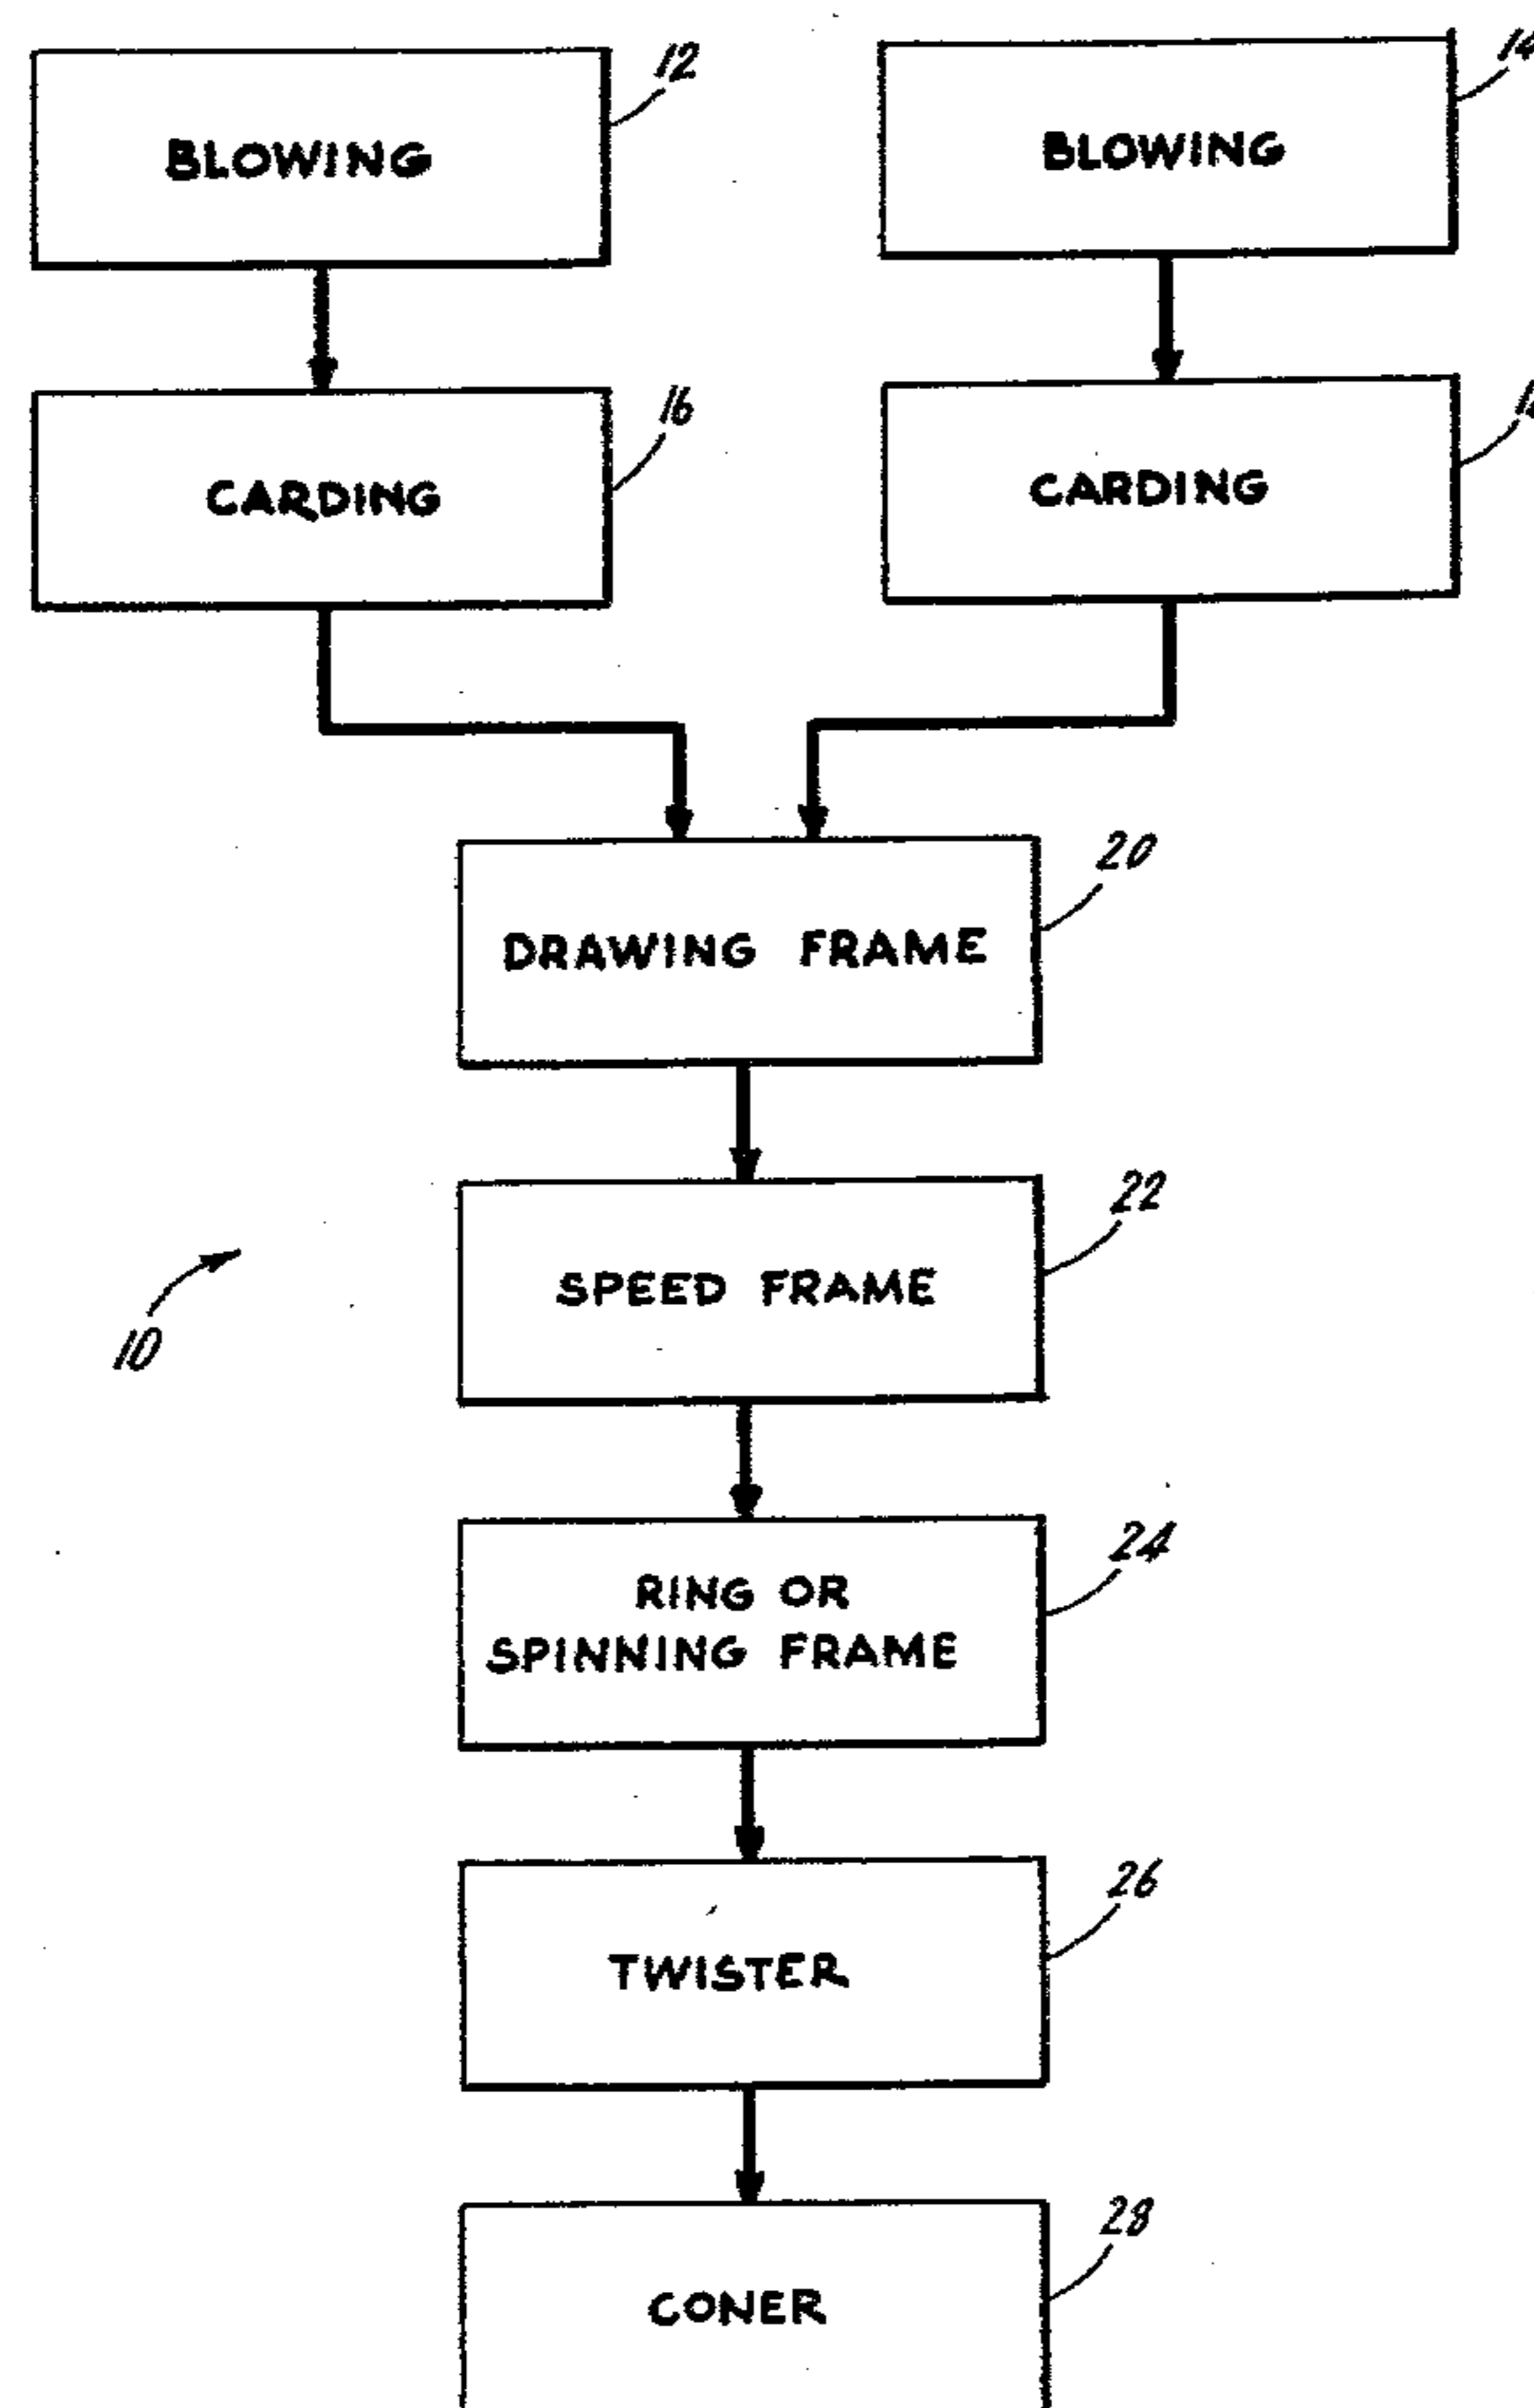 12
14
BLOWING
BLOWING
16
CARDING
CARDING
20
DRAWING FRAME
22
SPEED FRAME
10
24
RING OR
SPINNING FRAME
26
TWISTER
28
CONER